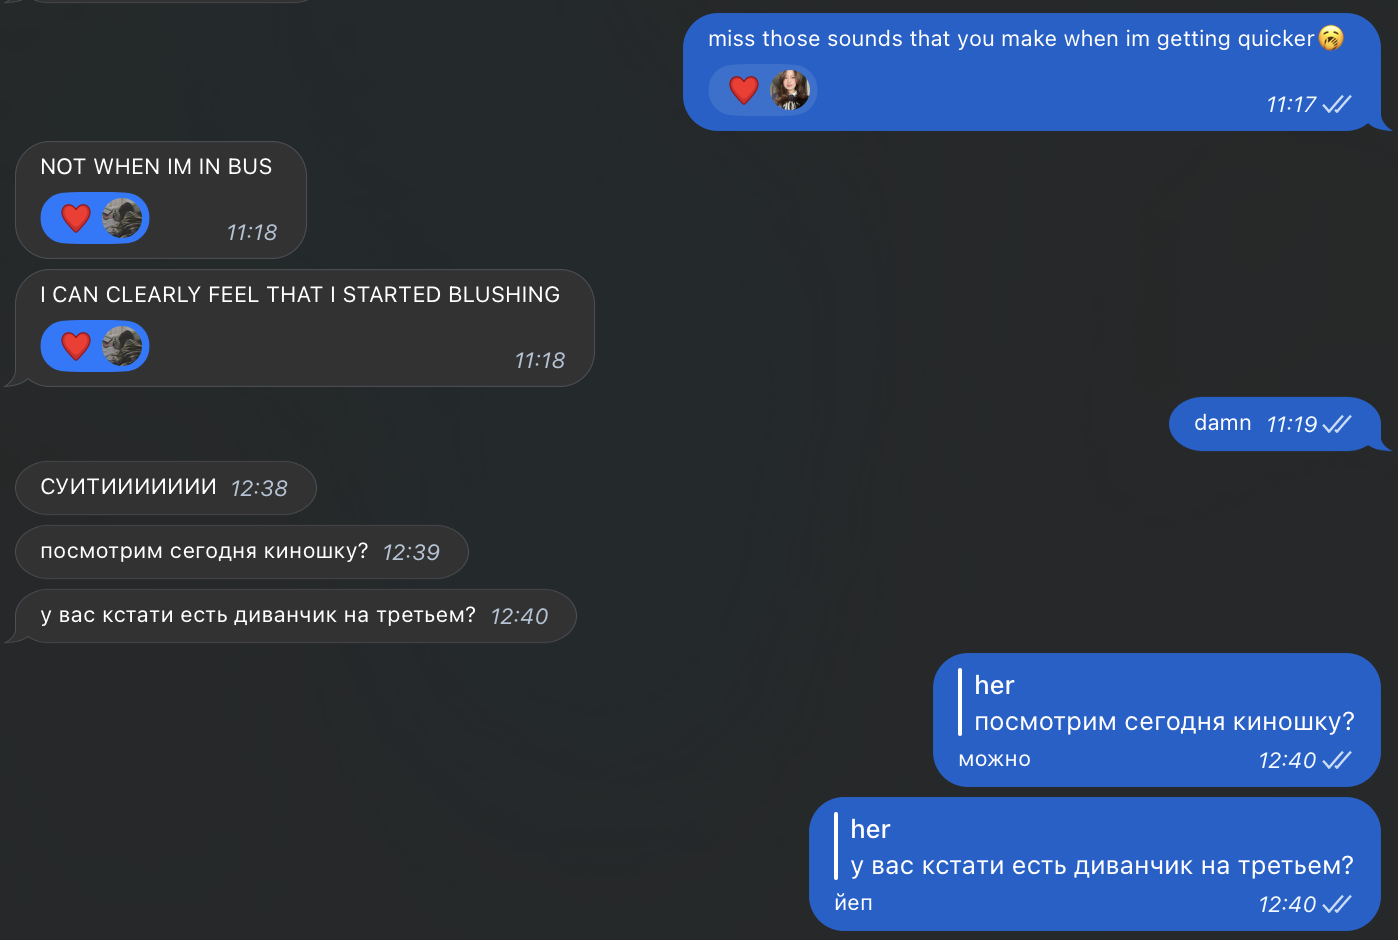 miss those sounds that you make when im getting quicker🥱
11:17
NOT WHEN IM IN BUS
11:18
I CAN CLEARLY FEEL THAT I STARTED BLUSHING
11:18
damn 11:19
СУИТИИИИИИИ 12:38
посмотрим сегодня киношку? 12:39
у вас кстати есть диванчик на третьем? 12:40
her
посмотрим сегодня киношку?
можно 12:40
her
у вас кстати есть диванчик на третьем?
йеп 12:40